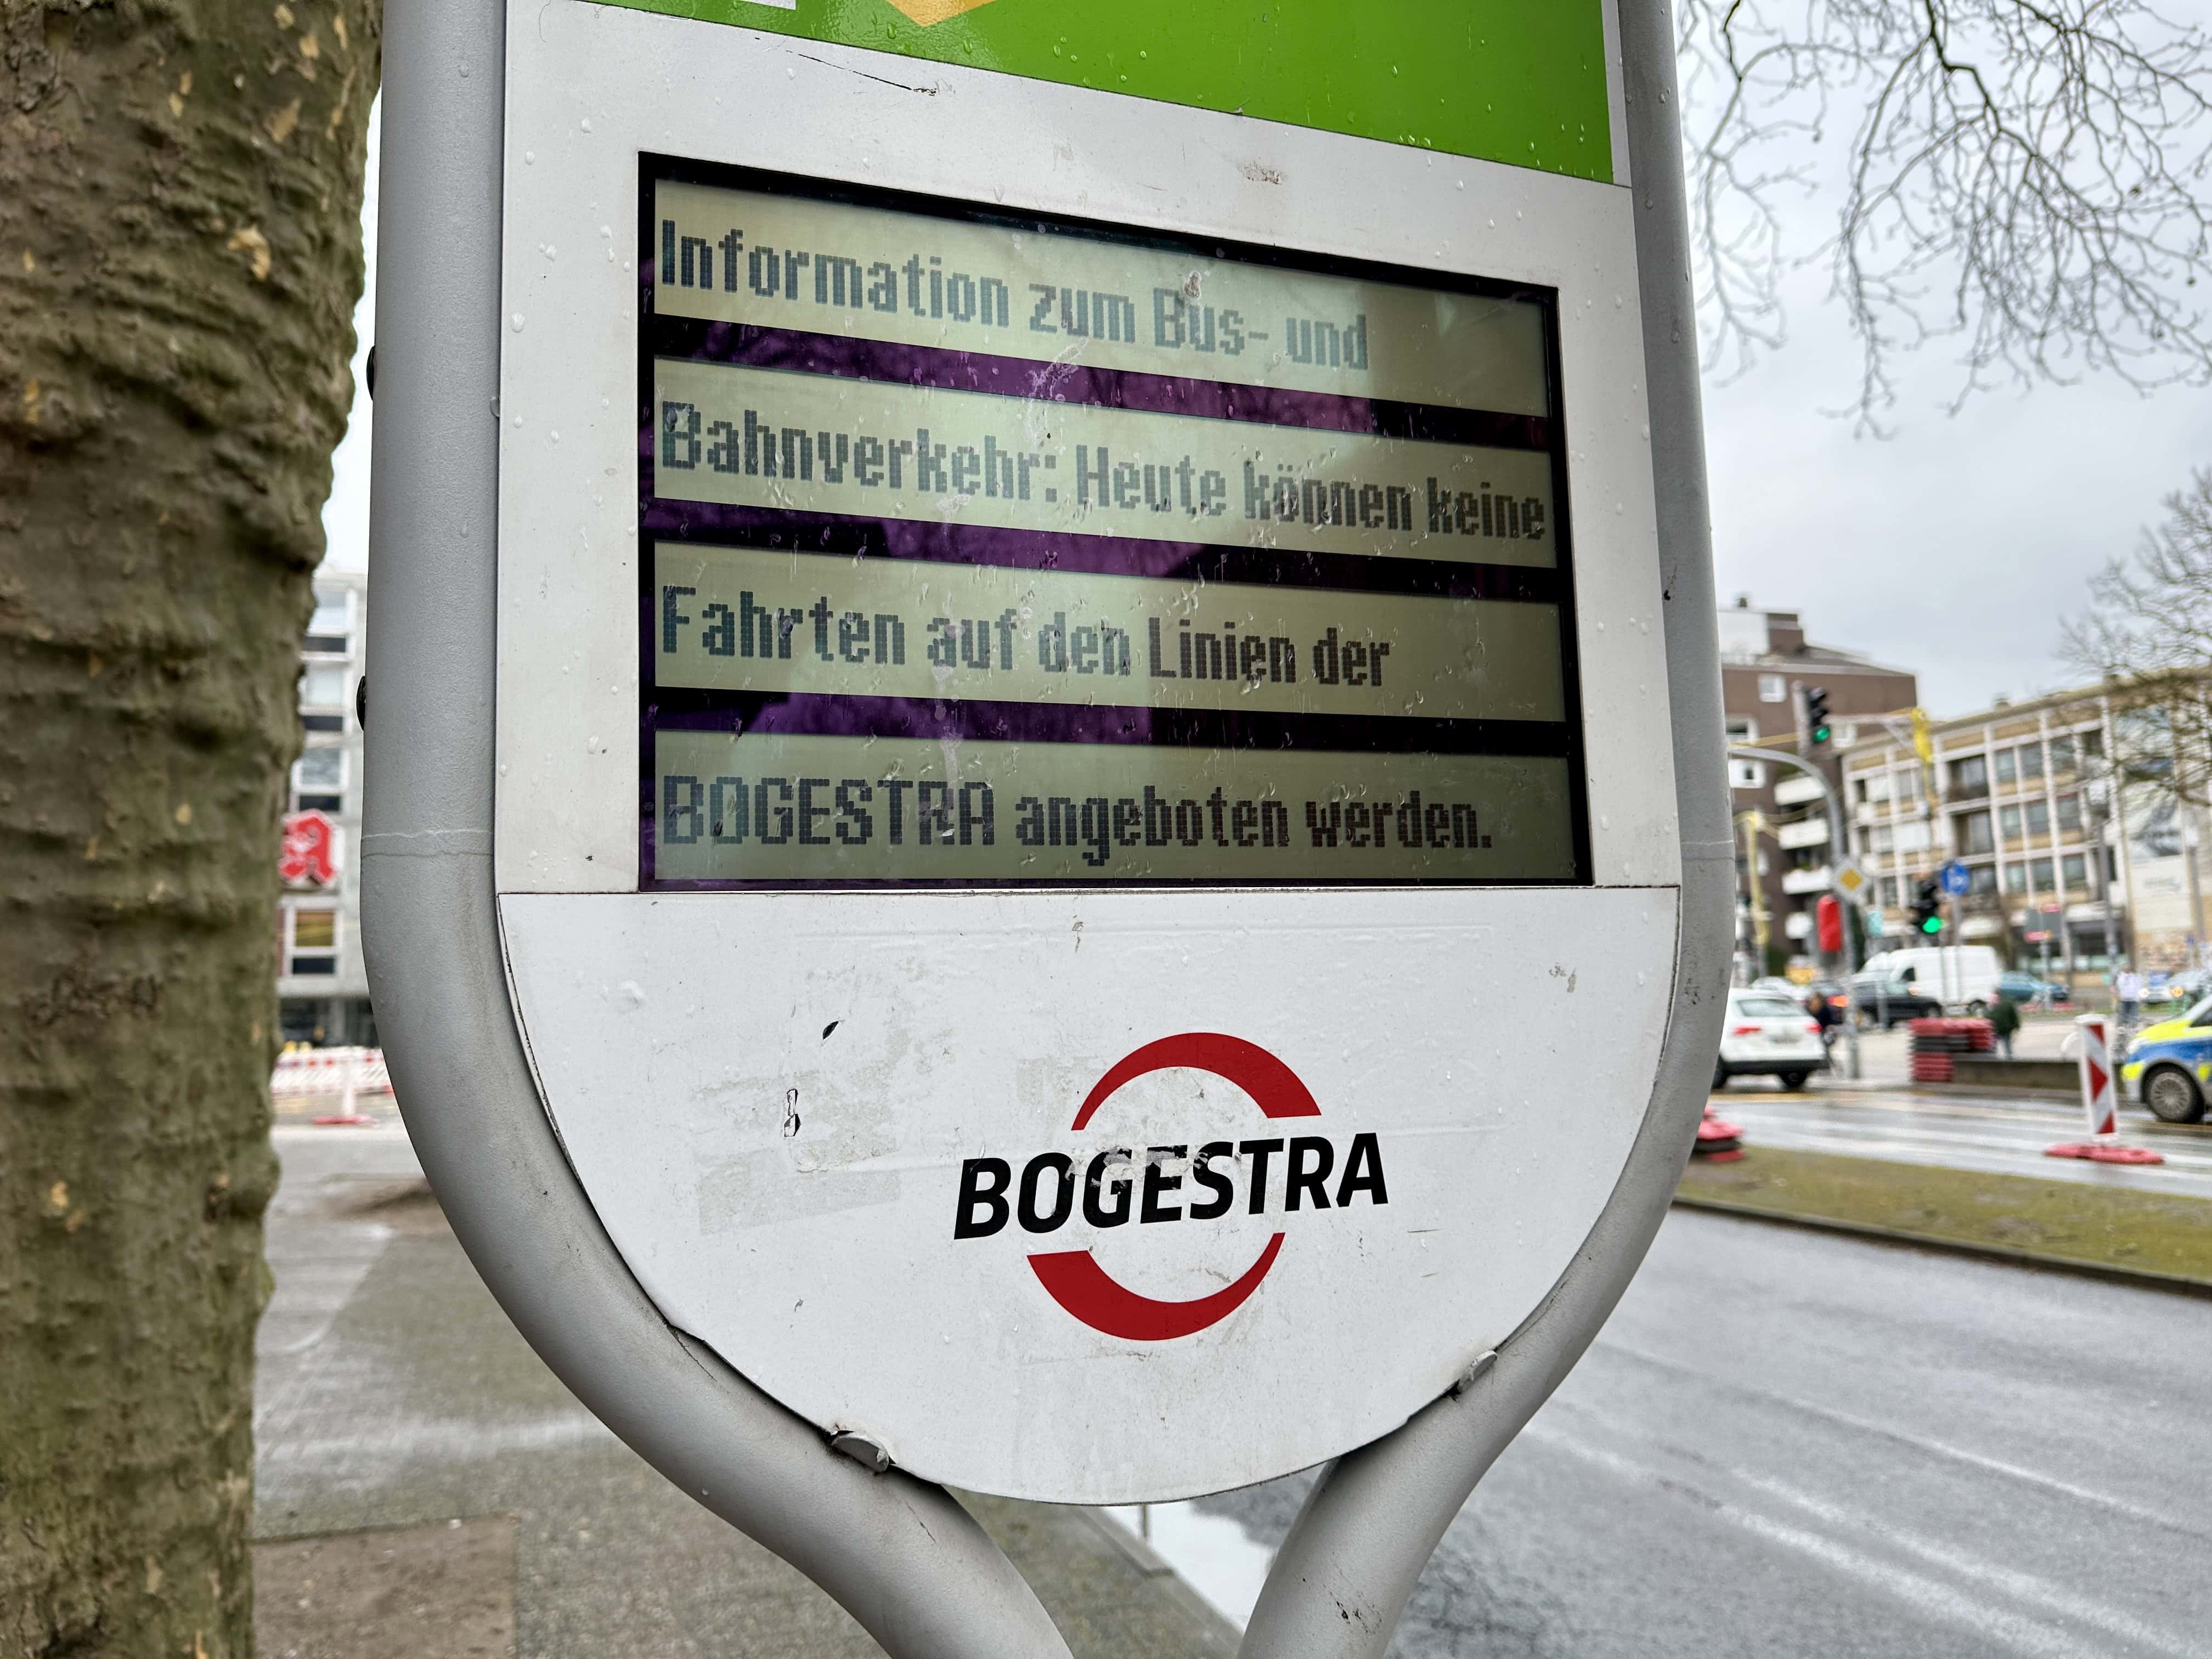 Information zum Bus- und
Bahnverkehr: Heute können keine
Fahrten auf den Linien der
BOGESTRA angeboten werden.
BOGESTRA